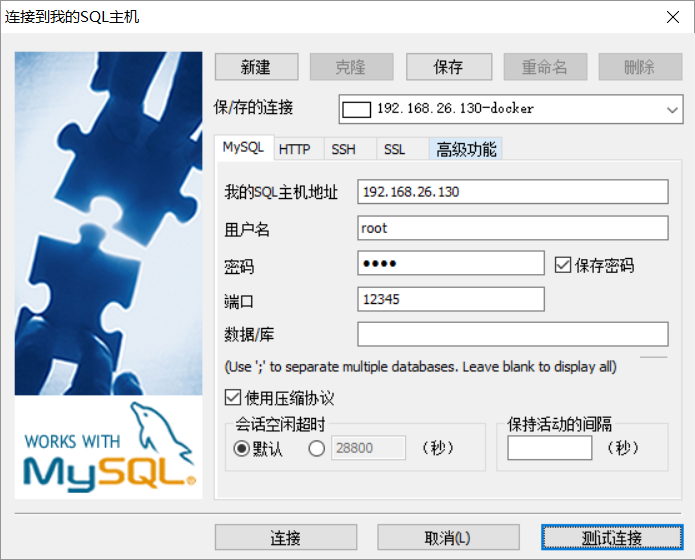 连接到我的SQL主机
新建
克隆
保存
重命名
删除
保/存的连接
192.168.26.130-docker
MySQL
HTTP
SSH
SSL
高级功能
我的SQL主机地址
192.168.26.130
用户名
root
密码
●●●●
保存密码
端口
12345
数据/库
(Use ';' to separate multiple databases. Leave blank to display all)
使用压缩协议
会话空闲超时
默认
28800
(秒)
保持活动的间隔
(秒)
WORKS WITH
MySQL®
连接
取消(L)
测试连接